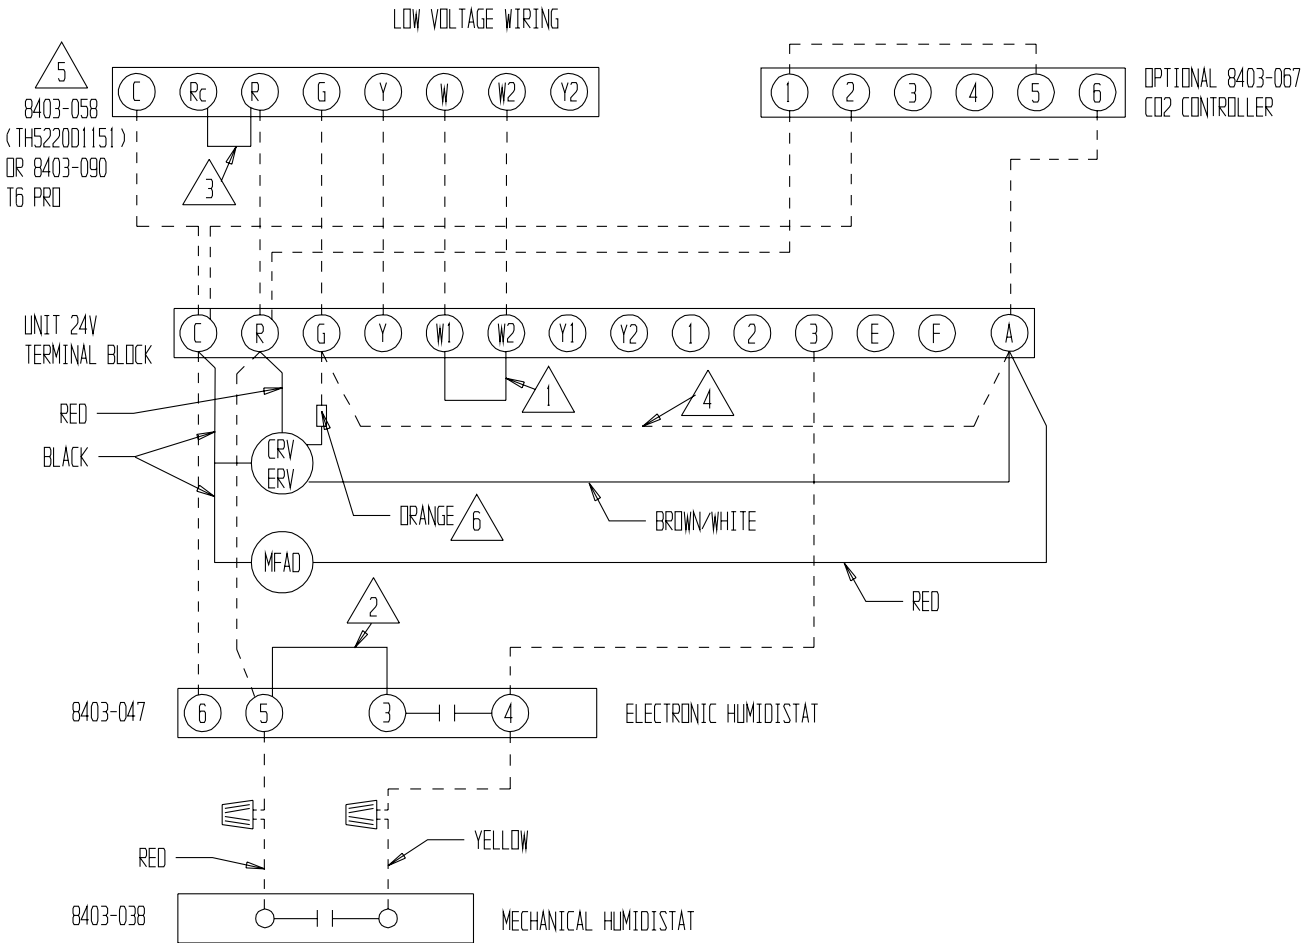 LOW VOLTAGE WIRING
5
8403-058
(TH5220D1151)
OR 8403-090
T6 PRO
C Rc R G Y W W2 Y2
3
1 2 3 4 5 6
OPTIONAL 8403-067
CO2 CONTROLLER
UNIT 24V
TERMINAL BLOCK
C R G Y W1 W2 Y1 Y2 1 2 3 E F A
1
4
RED
BLACK
CRV
ERV
ORANGE
6
BROWN/WHITE
MFAD
RED
2
8403-047
6 5 3 4
ELECTRONIC HUMIDISTAT
RED
YELLOW
8403-038
MECHANICAL HUMIDISTAT